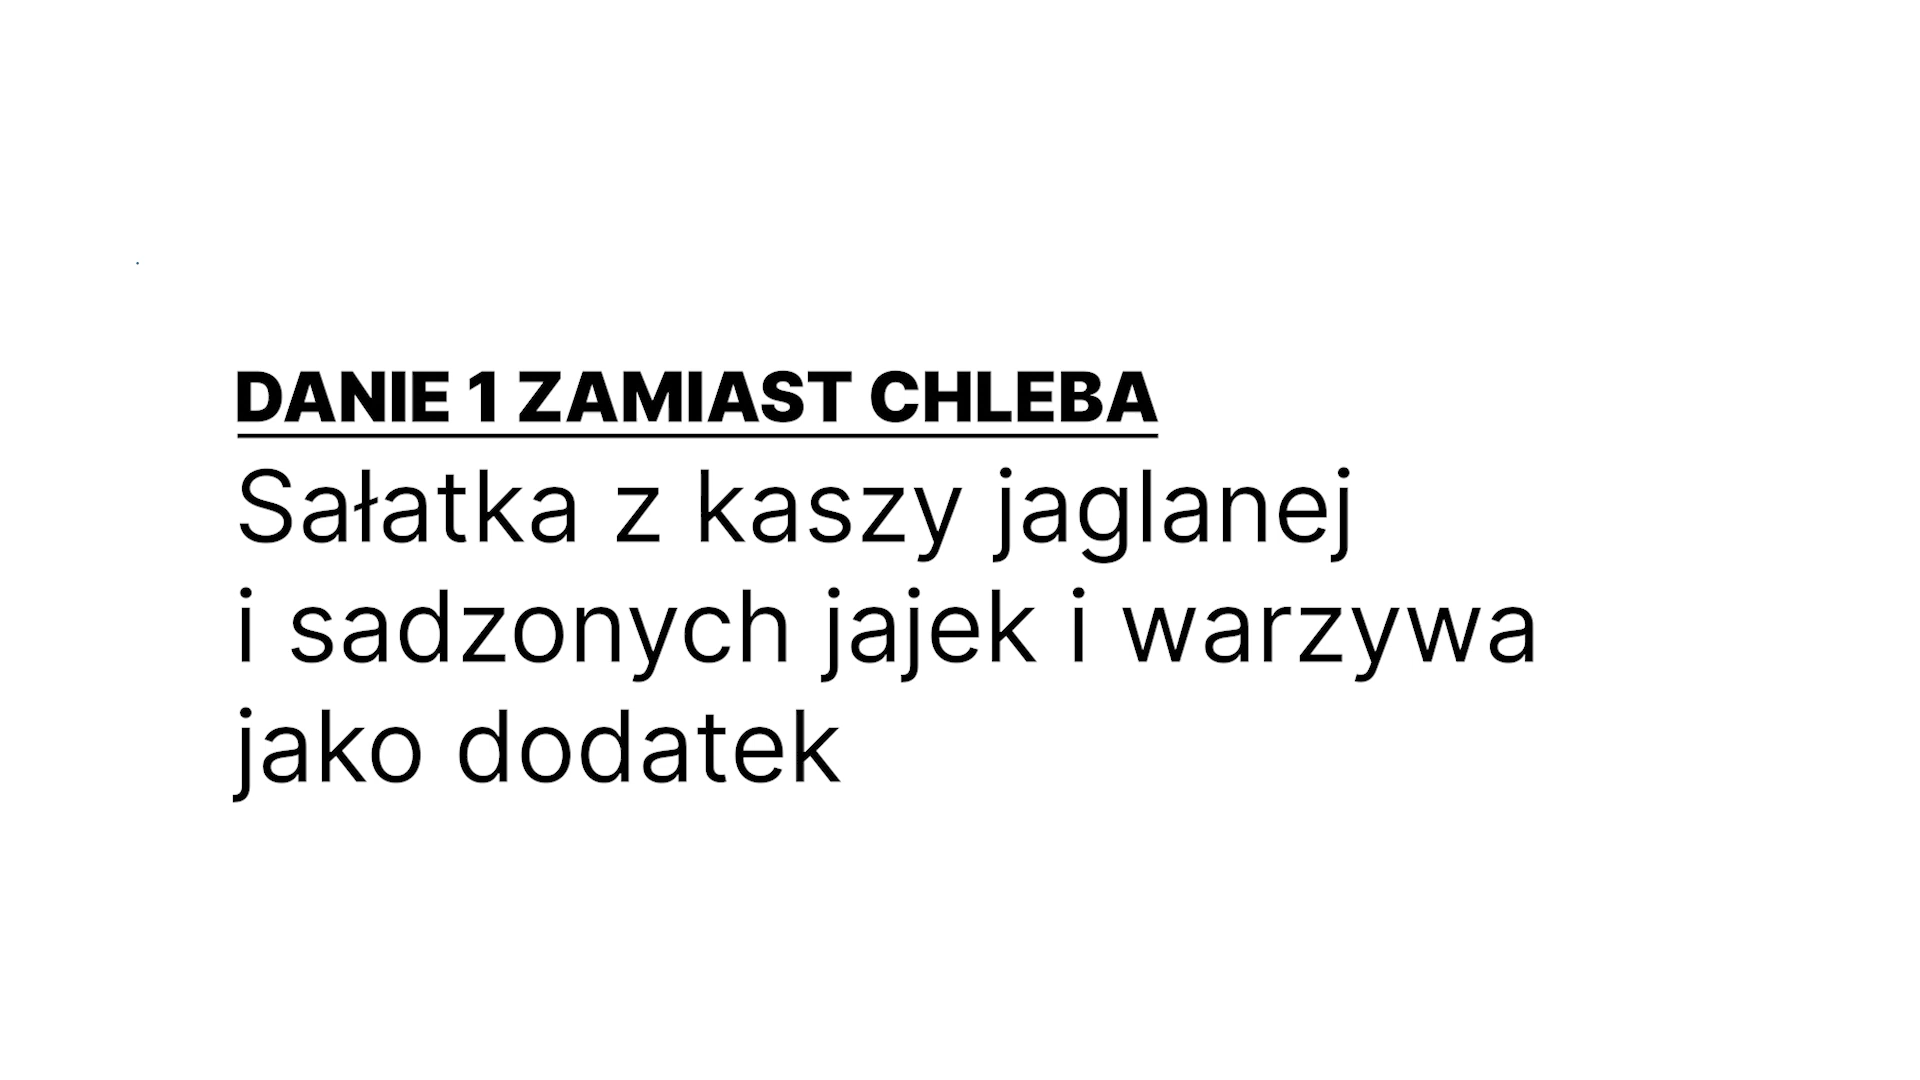 DANIE 1 ZAMIAST CHLEBA
Sałatka z kaszy jaglanej
i sadzonych jajek i warzywa
jako dodatek